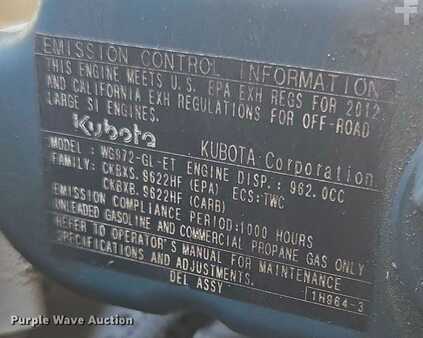 EMISSION CONTROL INFORMATION
THIS ENGINE MEETS U.S. EPA EXH REGS FOR 2012
AND CALIFORNIA EXH REGULATIONS FOR OFF-ROAD
LARGE SI ENGINES.
Kubota KUBOTA Corporation
MODEL: WG972-GL-ET ENGINE DISP.: 962.0CC
FAMILY: CKBXS.9622HF (EPA) ECS:TWC
CKBXB.9622HF (CARB)
EMISSION COMPLIANCE PERIOD:1000 HOURS
UNLEADED GASOLINE AND COMMERCIAL PROPANE GAS ONLY
REFER TO OPERATOR'S MANUAL FOR MAINTENANCE
SPECIFICATIONS AND ADJUSTMENTS.
DEL ASSY 1H964-3
Purple Wave Auction